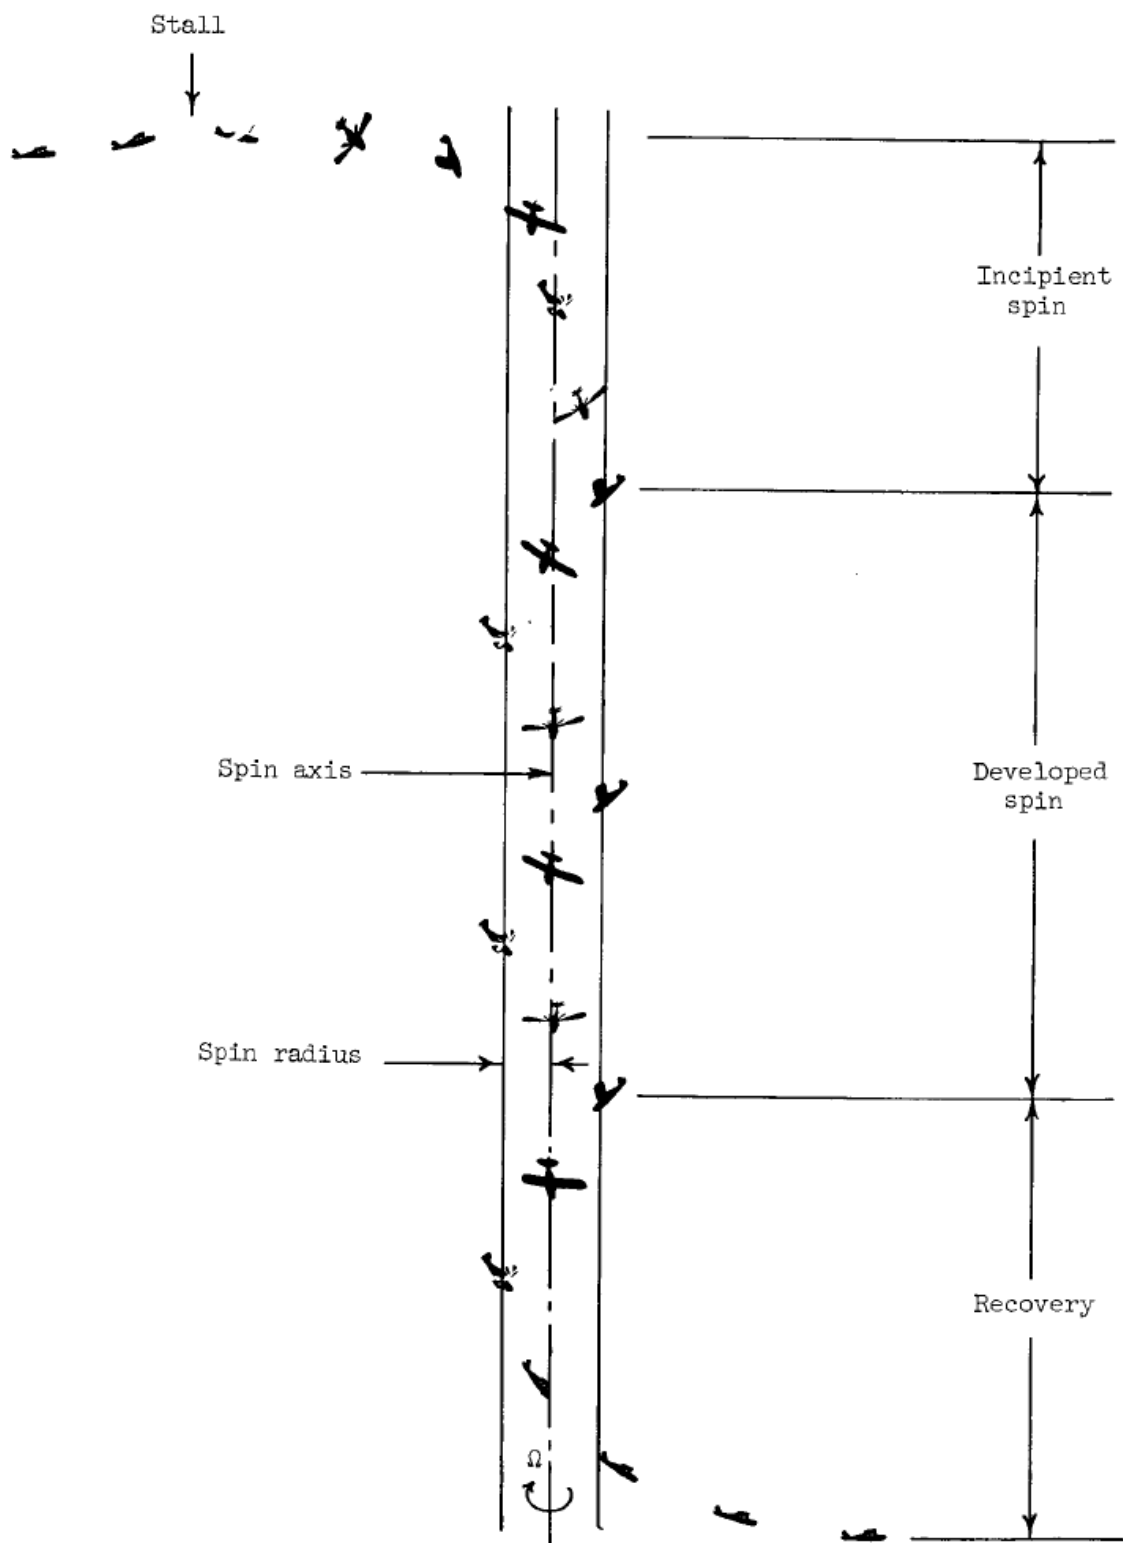 Stall
Incipient
spin
Spin axis
Developed
spin
Spin radius
Recovery
Ω